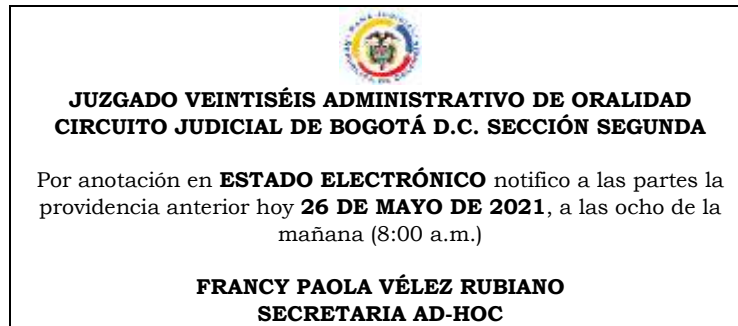 JUZGADO VEINTISÉIS ADMINISTRATIVO DE ORALIDAD
CIRCUITO JUDICIAL DE BOGOTÁ D.C. SECCIÓN SEGUNDA
Por anotación en ESTADO ELECTRÓNICO notifico a las partes la
providencia anterior hoy 26 DE MAYO DE 2021, a las ocho de la
mañana (8:00 a.m.)
FRANCY PAOLA VÉLEZ RUBIANO
SECRETARIA AD-HOC